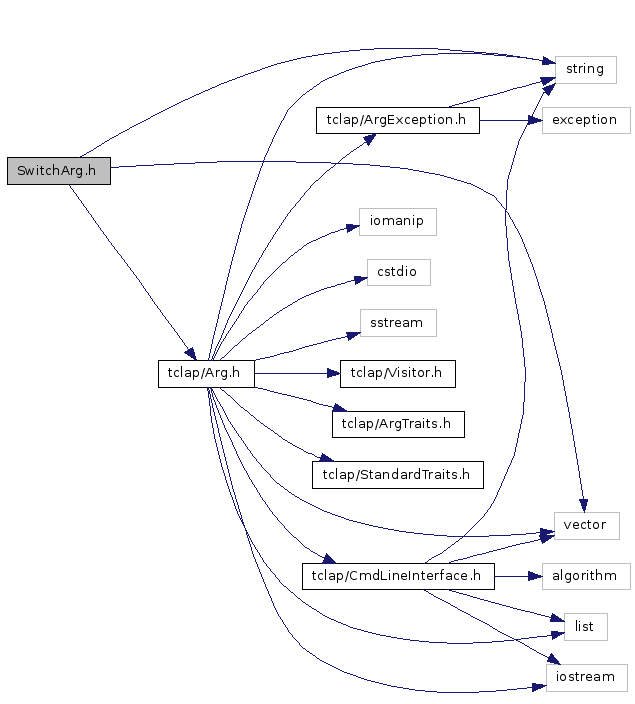 string
tclap/ArgException.h
exception
SwitchArg.h
iomanip
cstdio
sstream
tclap/Arg.h
tclap/Visitor.h
tclap/ArgTraits.h
tclap/StandardTraits.h
vector
tclap/CmdLineInterface.h
algorithm
list
iostream